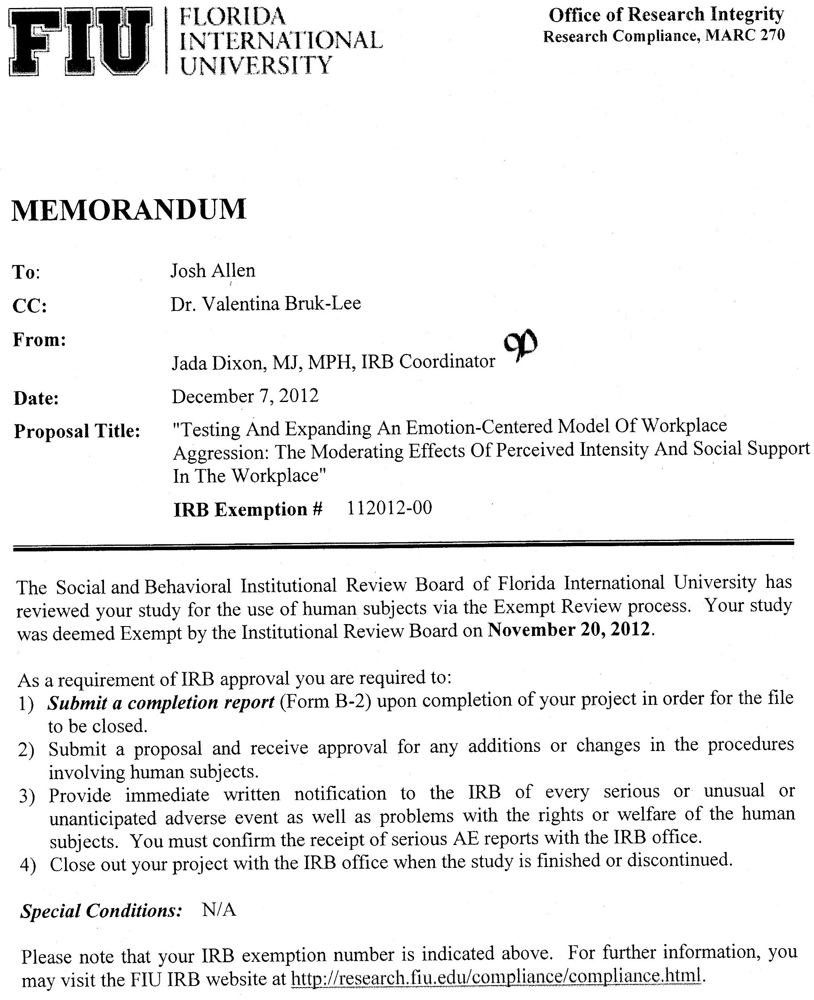 FIU
FLORIDA
INTERNATIONAL
UNIVERSITY
Office of Research Integrity
Research Compliance, MARC 270
MEMORANDUM
To: Josh Allen
CC: Dr. Valentina Bruk-Lee
From:
Jada Dixon, MJ, MPH, IRB Coordinator
Date: December 7, 2012
Proposal Title: "Testing And Expanding An Emotion-Centered Model Of Workplace
Aggression: The Moderating Effects Of Perceived Intensity And Social Support
In The Workplace"
IRB Exemption # 112012-00
The Social and Behavioral Institutional Review Board of Florida International University has
reviewed your study for the use of human subjects via the Exempt Review process. Your study
was deemed Exempt by the Institutional Review Board on November 20, 2012.
As a requirement of IRB approval you are required to:
1) Submit a completion report (Form B-2) upon completion of your project in order for the file
to be closed.
2) Submit a proposal and receive approval for any additions or changes in the procedures
involving human subjects.
3) Provide immediate written notification to the IRB of every serious or unusual or
unanticipated adverse event as well as problems with the rights or welfare of the human
subjects. You must confirm the receipt of serious AE reports with the IRB office.
4) Close out your project with the IRB office when the study is finished or discontinued.
Special Conditions: N/A
Please note that your IRB exemption number is indicated above. For further information, you
may visit the FIU IRB website at http://research.fiu.edu/compliance/compliance.html.